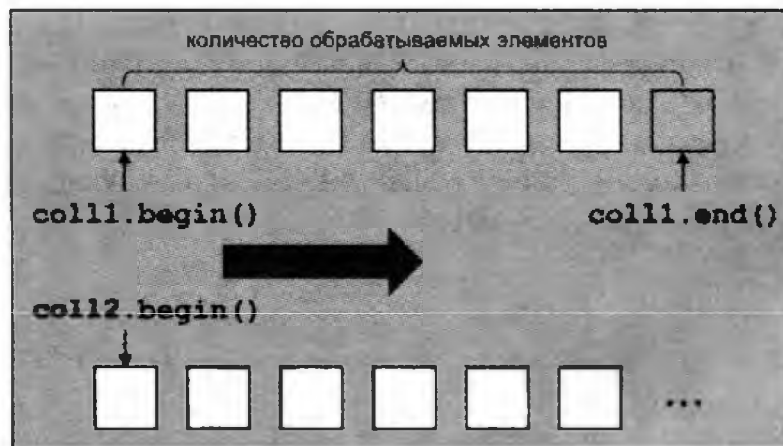 количество обрабатываемых элементов
coll1.begin() coll1.end()
coll2.begin()
...